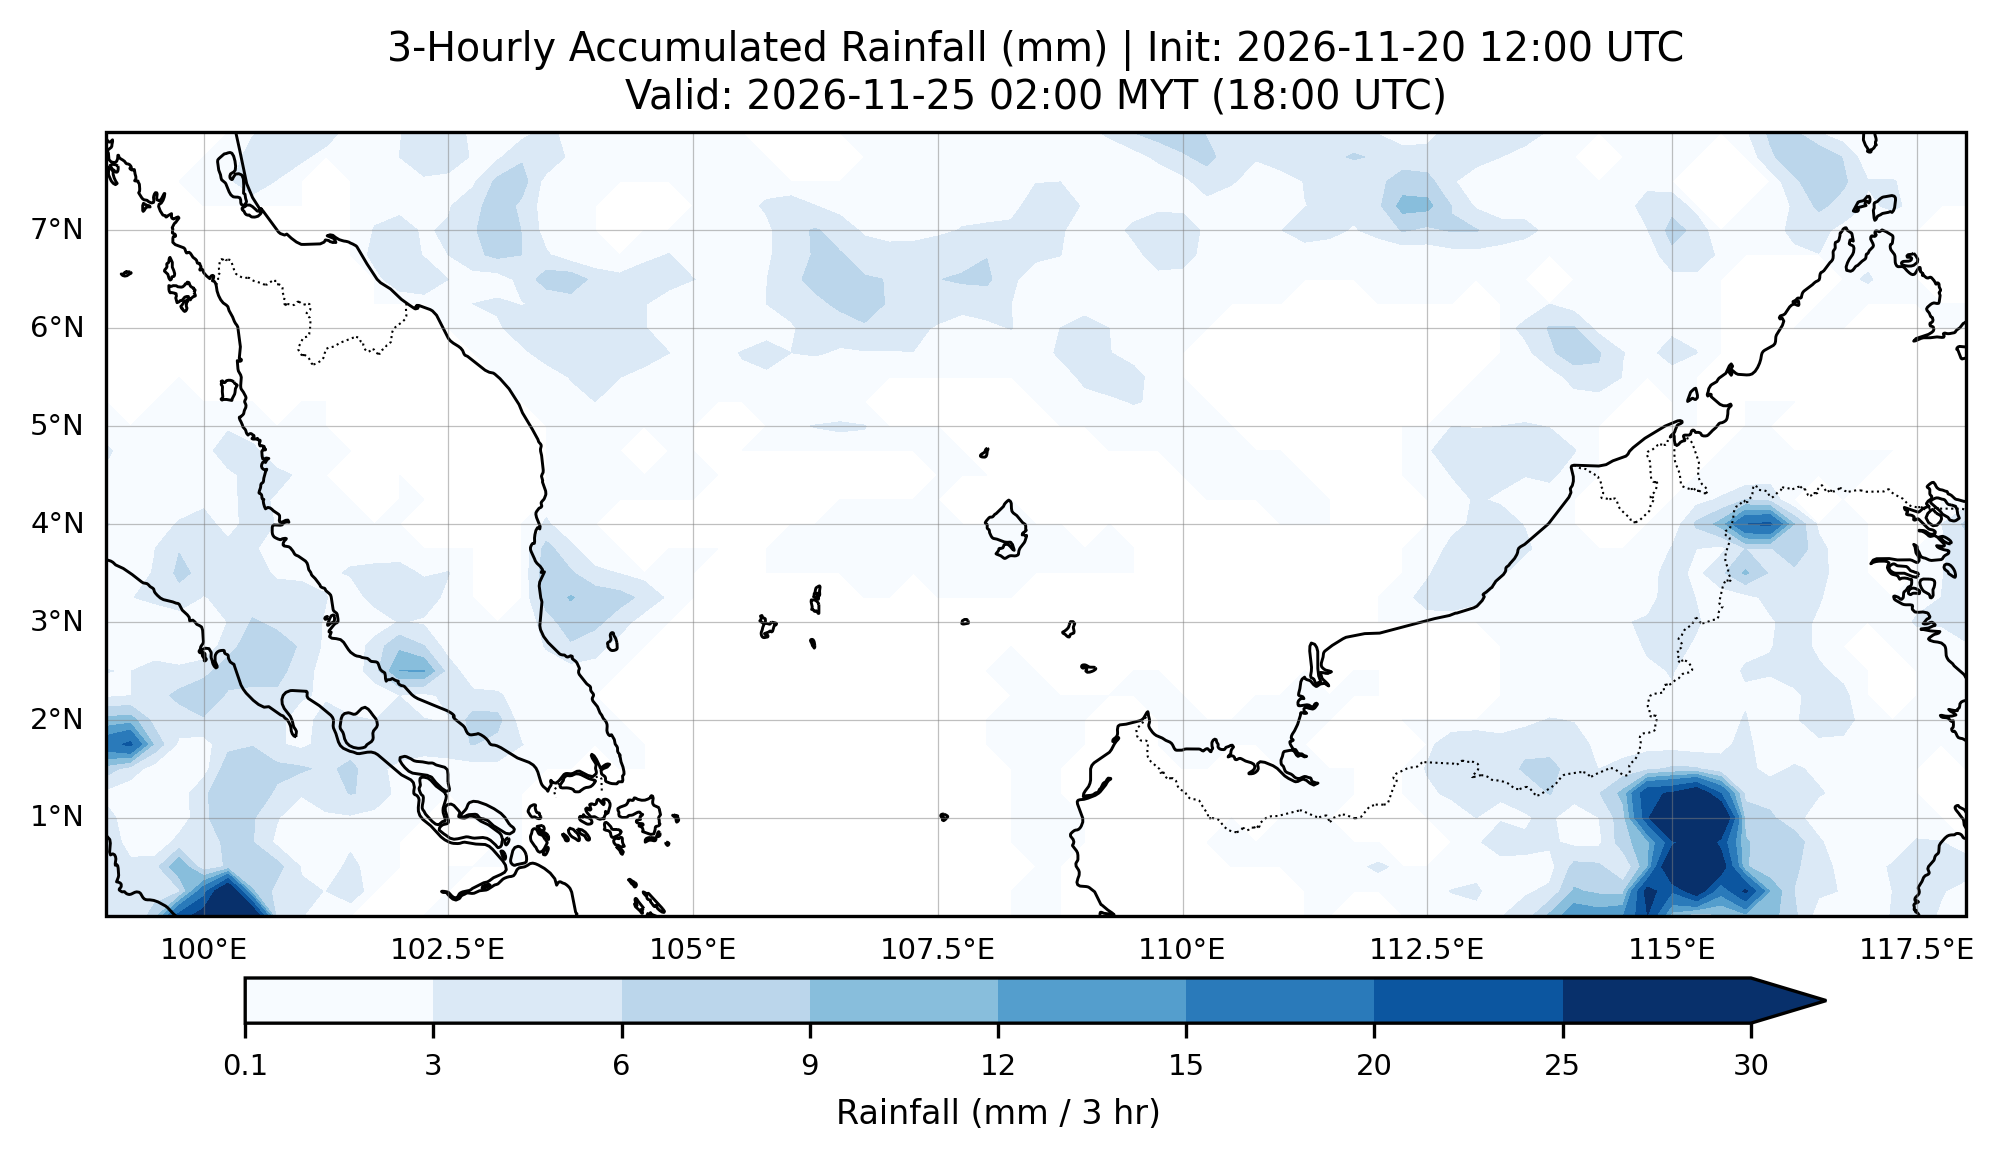 3-Hourly Accumulated Rainfall (mm) | Init: 2026-11-20 12:00 UTC
Valid: 2026-11-25 02:00 MYT (18:00 UTC)
7°N
6°N
5°N
4°N
3°N
2°N
1°N
100°E 102.5°E 105°E 107.5°E 110°E 112.5°E 115°E 117.5°E
0.1 3 6 9 12 15 20 25 30
Rainfall (mm / 3 hr)